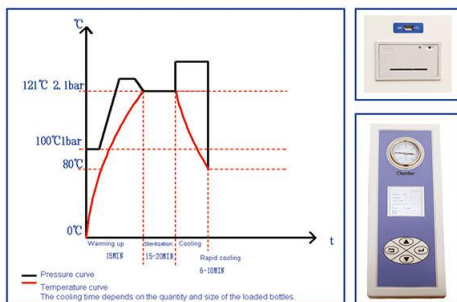 ℃
121℃ 2.1bar
100℃1bar
80℃
0℃
t
Warming up
15MIN
Sterilization
15-20MIN
Cooling
Rapid cooling
6-10MIN
Pressure curve
Temperature curve
The cooling time depends on the quantity and size of the loaded bottles.
Chamber